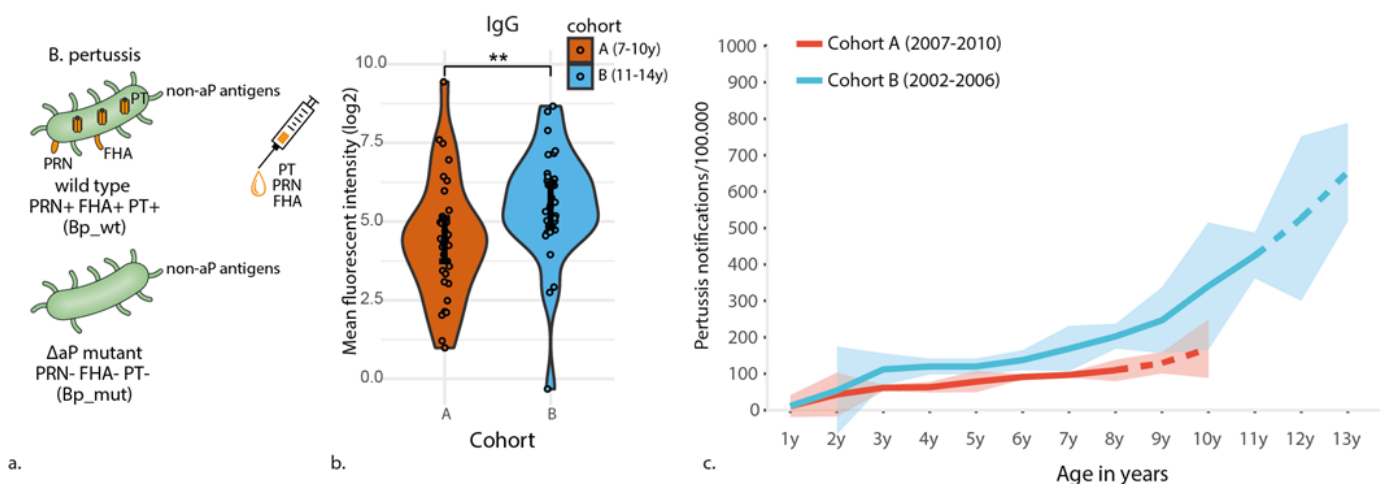 B. pertussis
PT
non-aP antigens
PRN
FHA
wild type
PRN+ FHA+ PT+
(Bp_wt)
PT
PRN
FHA
non-aP antigens
ΔaP mutant
PRN- FHA- PT-
(Bp_mut)
a.
IgG
cohort
A (7-10y)
B (11-14y)
**
Mean fluorescent intensity (log2)
10.0
7.5
5.0
2.5
0.0
A
B
Cohort
b.
Cohort A (2007-2010)
Cohort B (2002-2006)
Pertussis notifications/100.000
1000
900
800
700
600
500
400
300
200
100
0
1y 2y 3y 4y 5y 6y 7y 8y 9y 10y 11y 12y 13y
Age in years
c.